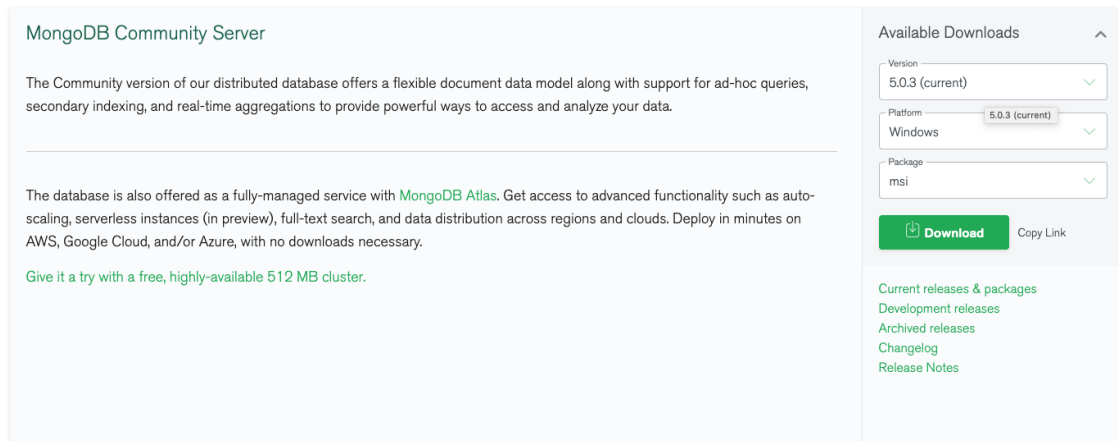 MongoDB Community Server
The Community version of our distributed database offers a flexible document data model along with support for ad-hoc queries,
secondary indexing, and real-time aggregations to provide powerful ways to access and analyze your data.
The database is also offered as a fully-managed service with MongoDB Atlas. Get access to advanced functionality such as auto-
scaling, serverless instances (in preview), full-text search, and data distribution across regions and clouds. Deploy in minutes on
AWS, Google Cloud, and/or Azure, with no downloads necessary.
Give it a try with a free, highly-available 512 MB cluster.
Available Downloads
Version
5.0.3 (current)
Platform
5.0.3 (current)
Windows
Package
msi
Download
Copy Link
Current releases & packages
Development releases
Archived releases
Changelog
Release Notes